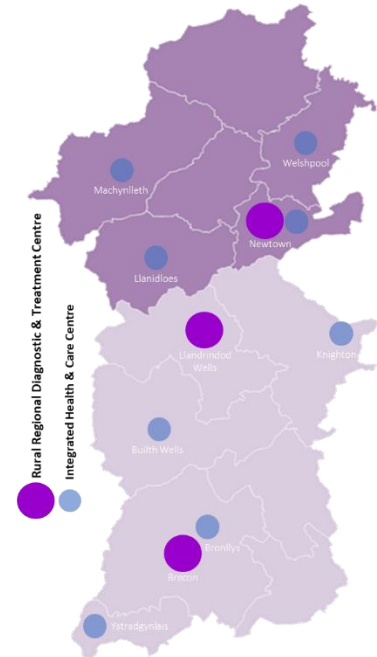 Welshpool
Machynlleth
Newtown
Llanidloes
Rural Regional Diagnostic & Treatment Centre
Integrated Health & Care Centre
Llandrindod
Wells
Knighton
Builth Wells
Bronllys
Brecon
Ystradgynlais